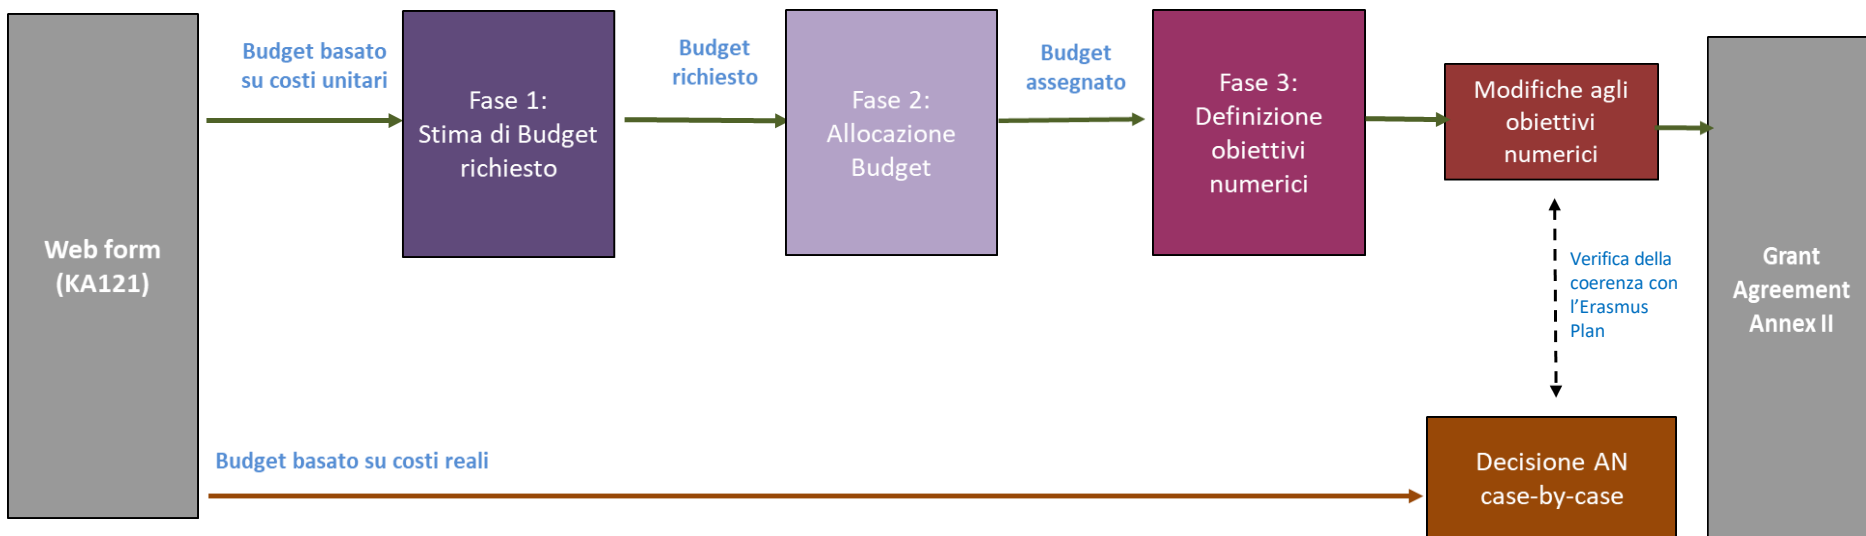 Web form
(KA121)
Budget basato
su costi unitari
Fase 1:
Stima di Budget
richiesto
Budget
richiesto
Fase 2:
Allocazione
Budget
Budget
assegnato
Fase 3:
Definizione
obiettivi
numerici
Modifiche agli
obiettivi
numerici
Verifica della
coerenza con
l’Erasmus
Plan
Grant
Agreement
Annex II
Budget basato su costi reali
Decisione AN
case-by-case